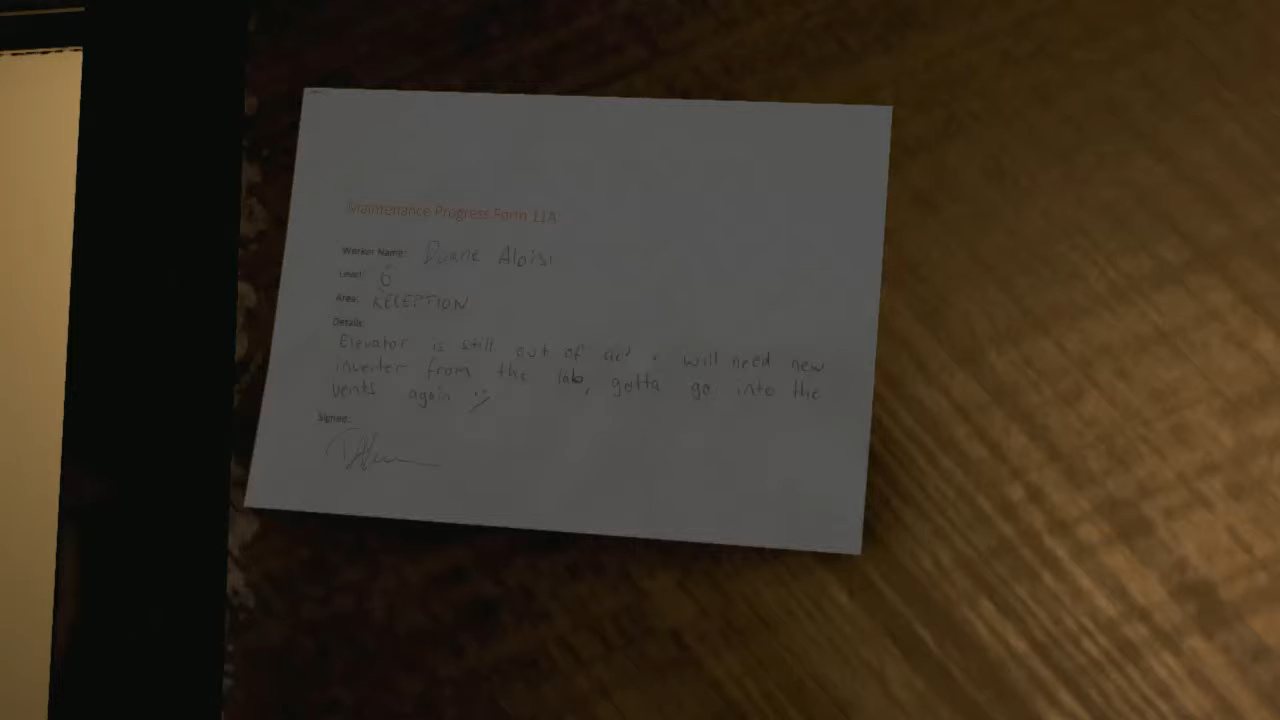 Maintenance Progress Form 11A
Worker Name: Duane Aloisi
Level: 6
Area: RECEPTION
Details:
Elevator is still out of act. will need new
inverter from the lab, gotta go into the
vents again :/
Signed: